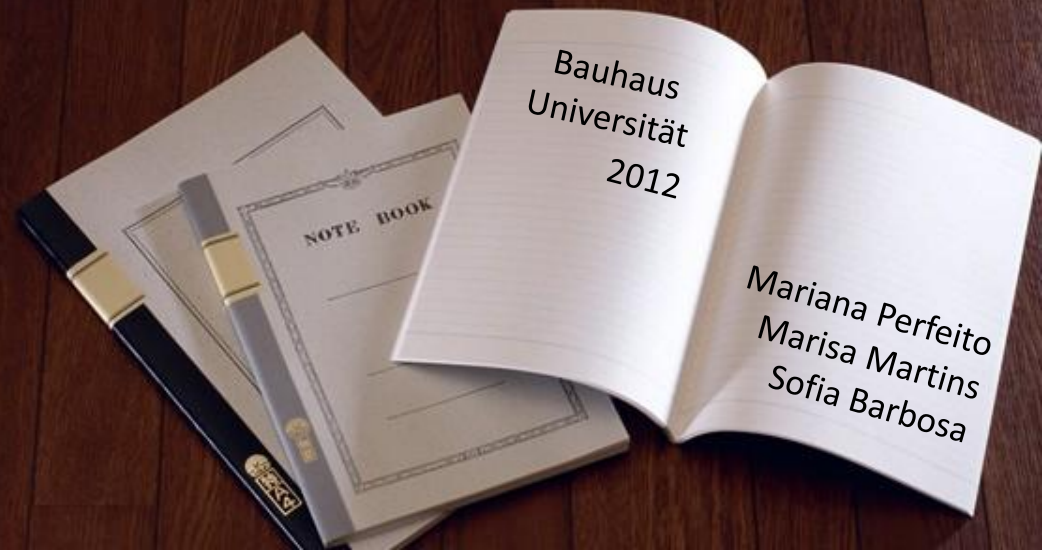 Bauhaus
Universität
2012
NOTE BOOK
Mariana Perfeito
Marisa Martins
Sofia Barbosa